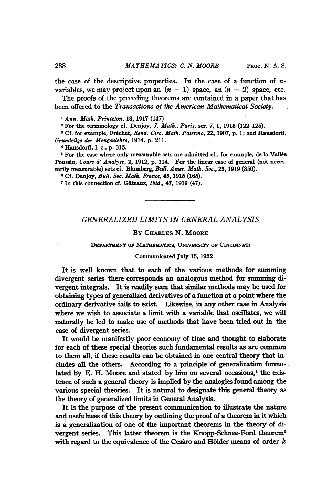 288 MATHEMATICS: C. N. MOORE PROC. N. A. S.
the case of the descriptive properties. In the case of a function of n-
variables, we may project upon an (n − 1) space, an (n − 2) space, etc.
The proofs of the preceding theorems are contained in a paper that has
been offered to the Transactions of the American Mathematical Society.
¹ Ann. Math. Princeton, 18, 1917 (147)
² For the terminology cf. Denjoy, J. Math., Paris, ser. 7, 1, 1915 (122–125).
³ Cf. for example, Fréchet, Rend. Circ. Math. Palermo, 22, 1907, p. 1; and Hausdorff,
Grundzüge der Mengenlehre, 1914, p. 211.
⁴ Hausdorff, l. c., p. 315.
⁵ For the case where only measurable sets are admitted cf., for example, de la Vallée
Poussin, Cours d'Analyse, 2, 1912, p. 114. For the linear case of general (not neces-
sarily measurable) sets cf. Blumberg, Bull. Amer. Math. Soc., 25, 1919 (350).
⁶ Cf. Denjoy, Bull. Soc. Math. France, 43, 1915 (165).
⁷ In this connection cf. Ibid., 47, 1919 (47).
GENERALIZED LIMITS IN GENERAL ANALYSIS
BY CHARLES N. MOORE
DEPARTMENT OF MATHEMATICS, UNIVERSITY OF CINCINNATI
Communicated July 15, 1922
It is well known that to each of the various methods for summing
divergent series there corresponds an analogous method for summing di-
vergent integrals. It is readily seen that similar methods may be used for
obtaining types of generalized derivatives of a function at a point where the
ordinary derivative fails to exist. Likewise, in any other case in Analysis
where we wish to associate a limit with a variable that oscillates, we will
naturally be led to make use of methods that have been tried out in the
case of divergent series.
It would be manifestly poor economy of time and thought to elaborate
for each of these special theories such fundamental results as are common
to them all, if these results can be obtained in one central theory that in-
cludes all the others. According to a principle of generalization formu-
lated by E. H. Moore and stated by him on several occasions,¹ the exis-
tence of such a general theory is implied by the analogies found among the
various special theories. It is natural to designate this general theory as
the theory of generalized limits in General Analysis.
It is the purpose of the present communication to illustrate the nature
and usefulness of this theory by outlining the proof of a theorem in it which
is a generalization of one of the important theorems in the theory of di-
vergent series. This latter theorem is the Knopp-Schnee-Ford theorem²
with regard to the equivalence of the Cesàro and Hölder means of order k